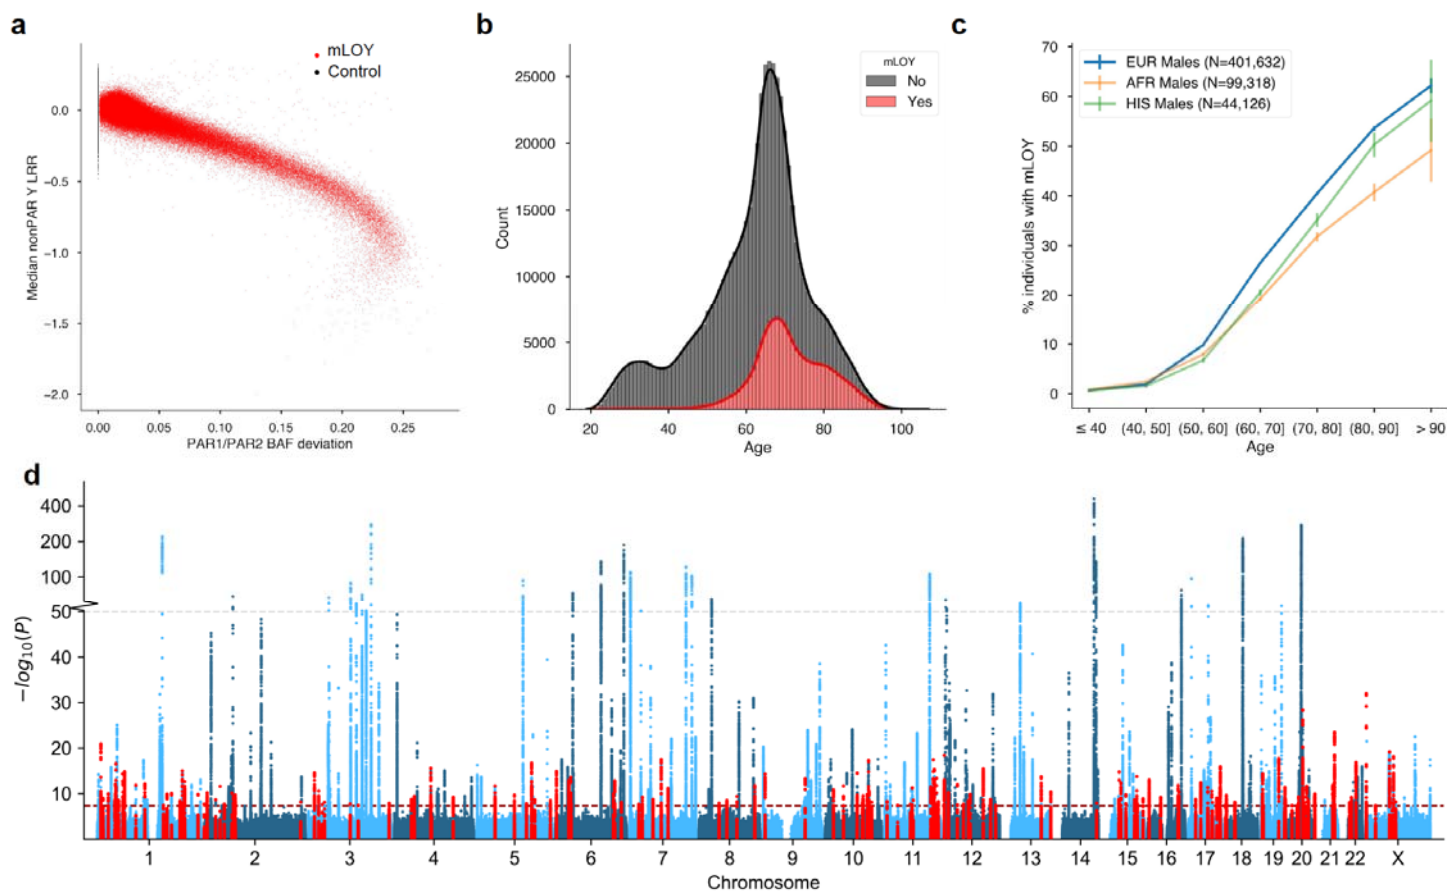 a
mLOY
Control
Median nonPAR Y LRR
0.0
−0.5
−1.0
−1.5
−2.0
0.00 0.05 0.10 0.15 0.20 0.25
PAR1/PAR2 BAF deviation
b
mLOY
No
Yes
Count
25000
20000
15000
10000
5000
0
20 40 60 80 100
Age
c
EUR Males (N=401,632)
AFR Males (N=99,318)
HIS Males (N=44,126)
% individuals with mLOY
70
60
50
40
30
20
10
0
≤ 40 (40, 50] (50, 60] (60, 70] (70, 80] (80, 90] > 90
Age
d
−log10(P)
400
200
100
50
40
30
20
10
1 2 3 4 5 6 7 8 9 10 11 12 13 14 15 16 17 18 19 20 21 22 X
Chromosome